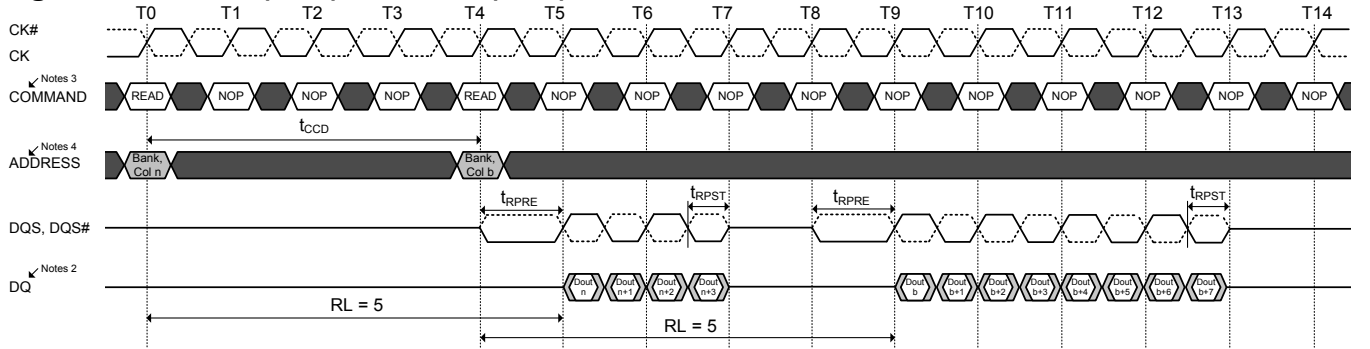 T0 T1 T2 T3 T4 T5 T6 T7 T8 T9 T10 T11 T12 T13 T14
CK#
CK
Notes 3
COMMAND READ NOP NOP NOP READ NOP NOP NOP NOP NOP NOP NOP NOP NOP NOP
tCCD
Notes 4
ADDRESS
Bank, Col n
Bank, Col b
tRPRE tRPST tRPRE tRPST
DQS, DQS#
Notes 2
DQ
Dout n
Dout n+1
Dout n+2
Dout n+3
Dout b
Dout b+1
Dout b+2
Dout b+3
Dout b+4
Dout b+5
Dout b+6
Dout b+7
RL = 5
RL = 5